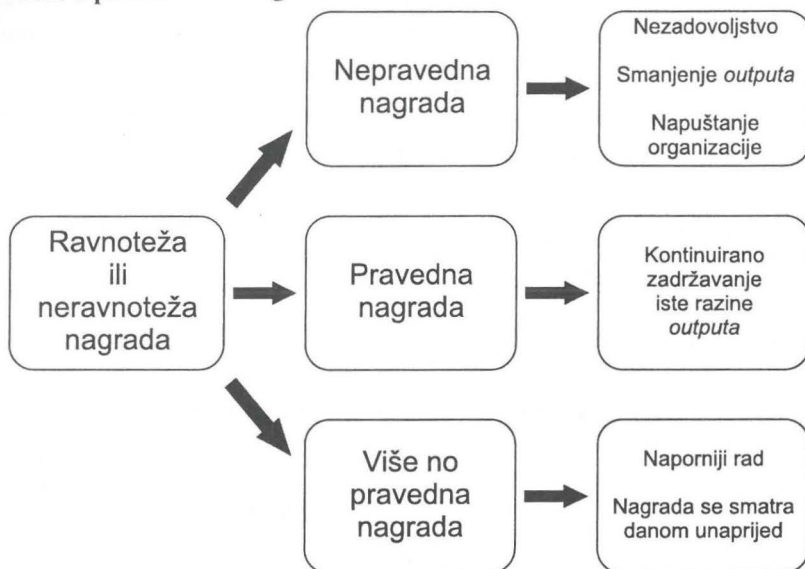 Nepravedna
nagrada
Nezadovoljstvo
Smanjenje outputa
Napuštanje
organizacije
Ravnoteža
ili
neravnoteža
nagrada
Pravedna
nagrada
Kontinuirano
zadržavanje
iste razine
outputa
Više no
pravedna
nagrada
Naporniji rad
Nagrada se smatra
danom unaprijed